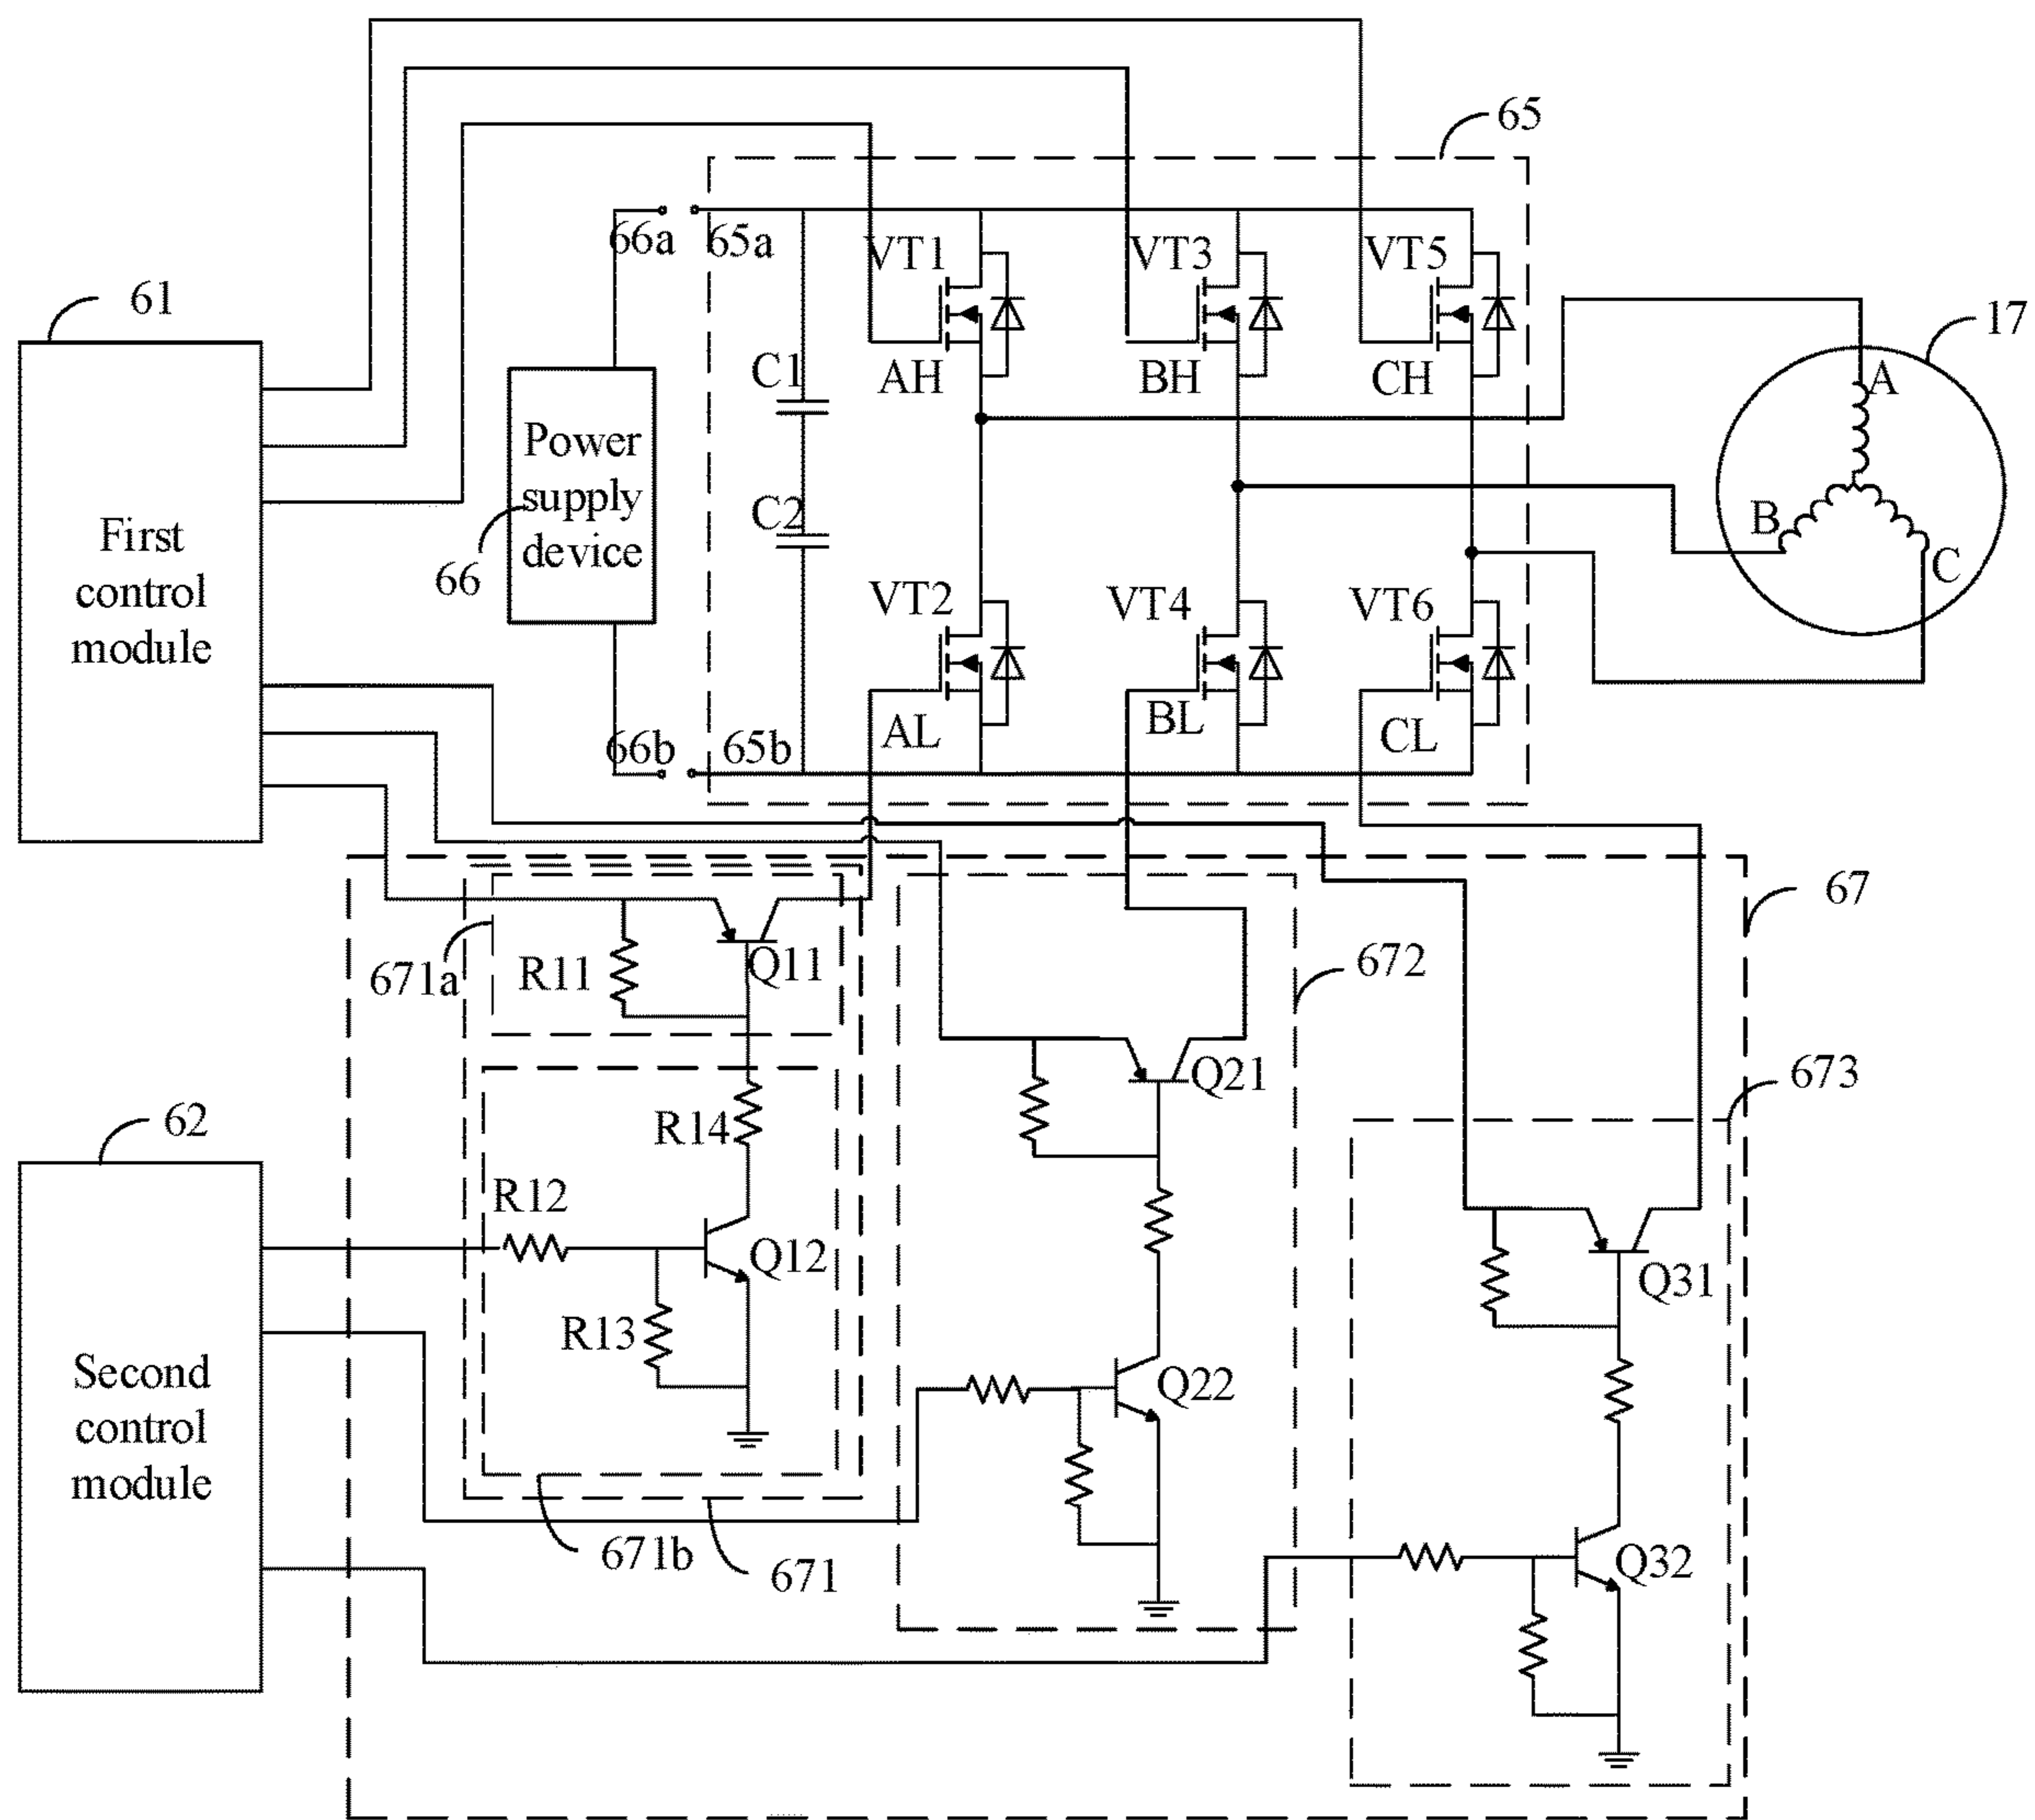 65
66a
65a
VT1
VT3
VT5
61
17
C1
AH
BH
CH
A
Power
supply
device
66
C2
B
C
First
control
module
VT2
VT4
VT6
AL
BL
CL
66b
65b
67
671a
R11
Q11
672
Q21
673
62
R14
R12
Q12
Q31
R13
Second
control
module
Q22
671b
671
Q32